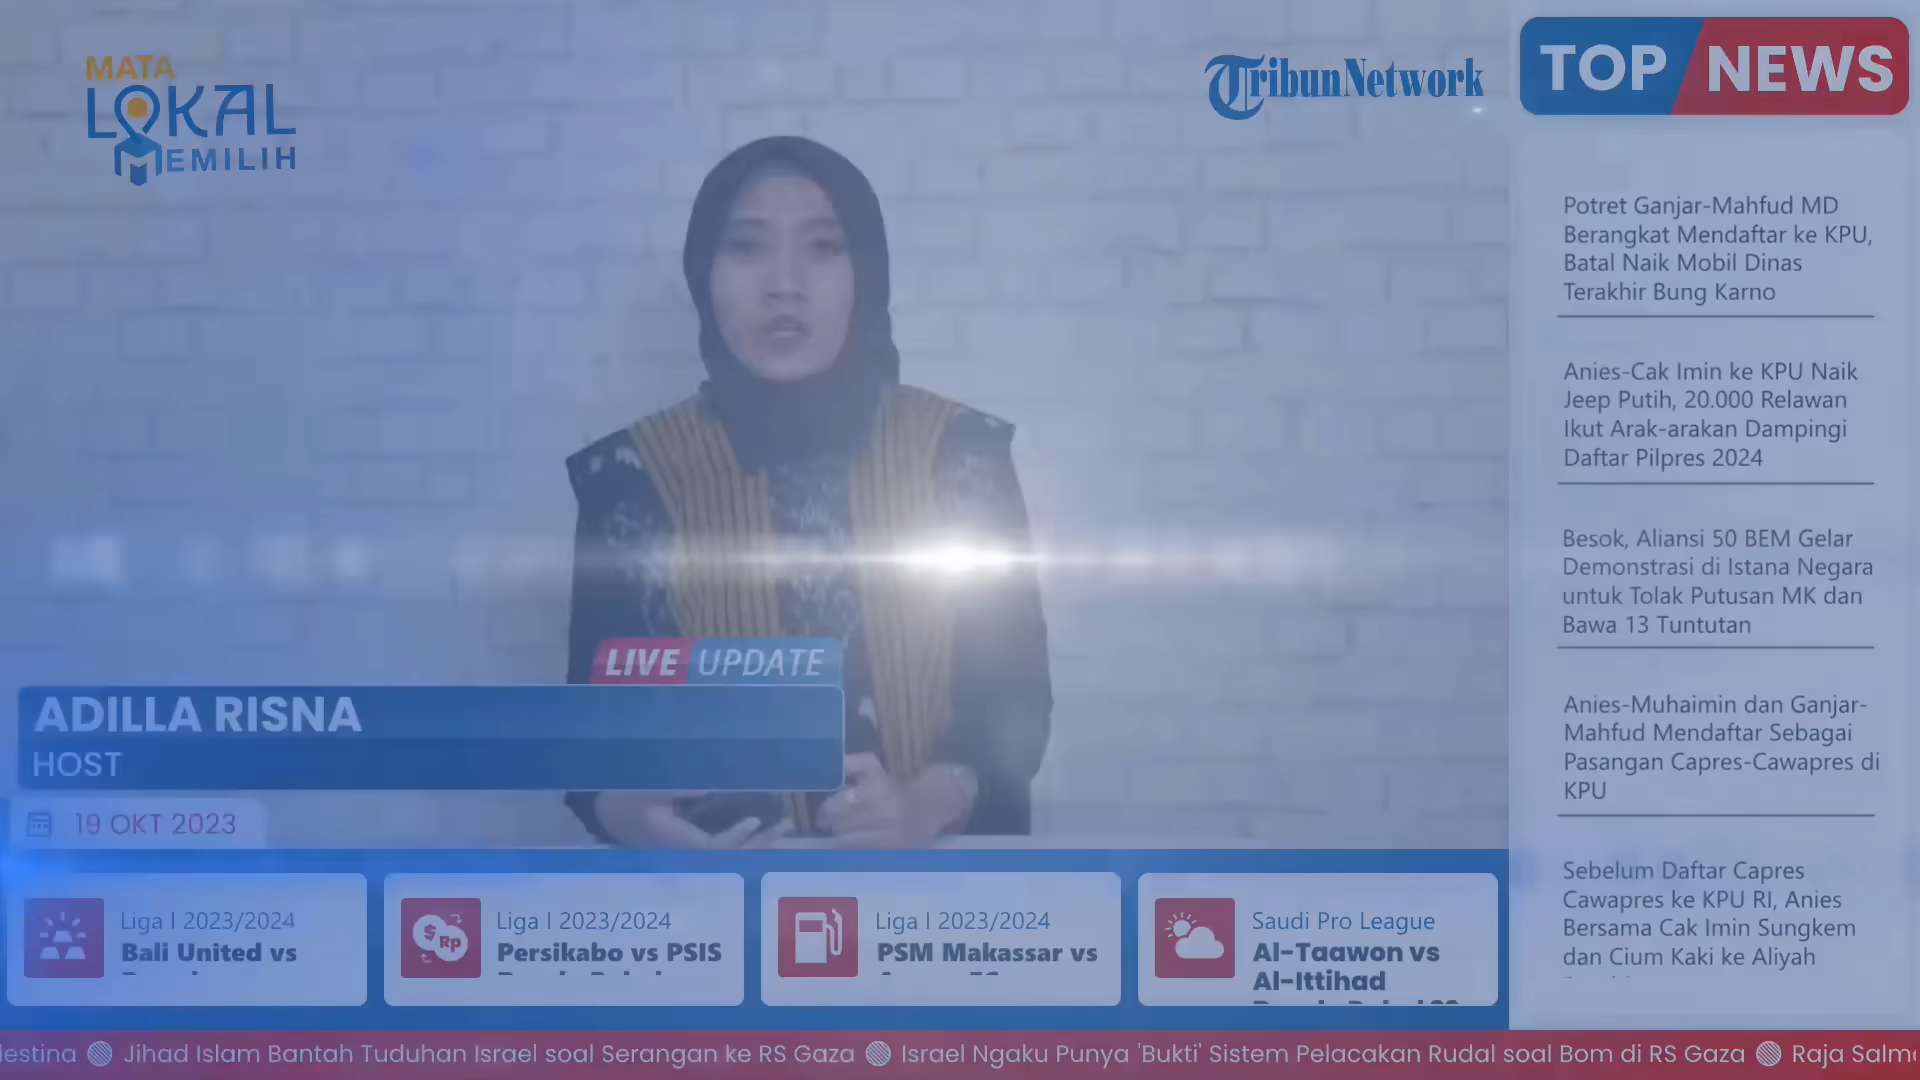 MATA
LOKAL
MEMILIH
TribunNetwork
TOP NEWS
Potret Ganjar-Mahfud MD
Berangkat Mendaftar ke KPU,
Batal Naik Mobil Dinas
Terakhir Bung Karno
Anies-Cak Imin ke KPU Naik
Jeep Putih, 20.000 Relawan
Ikut Arak-arakan Dampingi
Daftar Pilpres 2024
Besok, Aliansi 50 BEM Gelar
Demonstrasi di Istana Negara
untuk Tolak Putusan MK dan
Bawa 13 Tuntutan
Anies-Muhaimin dan Ganjar-
Mahfud Mendaftar Sebagai
Pasangan Capres-Cawapres di
KPU
Sebelum Daftar Capres
Cawapres ke KPU RI, Anies
Bersama Cak Imin Sungkem
dan Cium Kaki ke Aliyah
LIVE UPDATE
ADILLA RISNA
HOST
19 OKT 2023
Liga I 2023/2024
Bali United vs
Liga I 2023/2024
Persikabo vs PSIS
Liga I 2023/2024
PSM Makassar vs
Saudi Pro League
Al-Taawon vs
Al-Ittihad
lestina Jihad Islam Bantah Tuduhan Israel soal Serangan ke RS Gaza Israel Ngaku Punya 'Bukti' Sistem Pelacakan Rudal soal Bom di RS Gaza Raja Salm